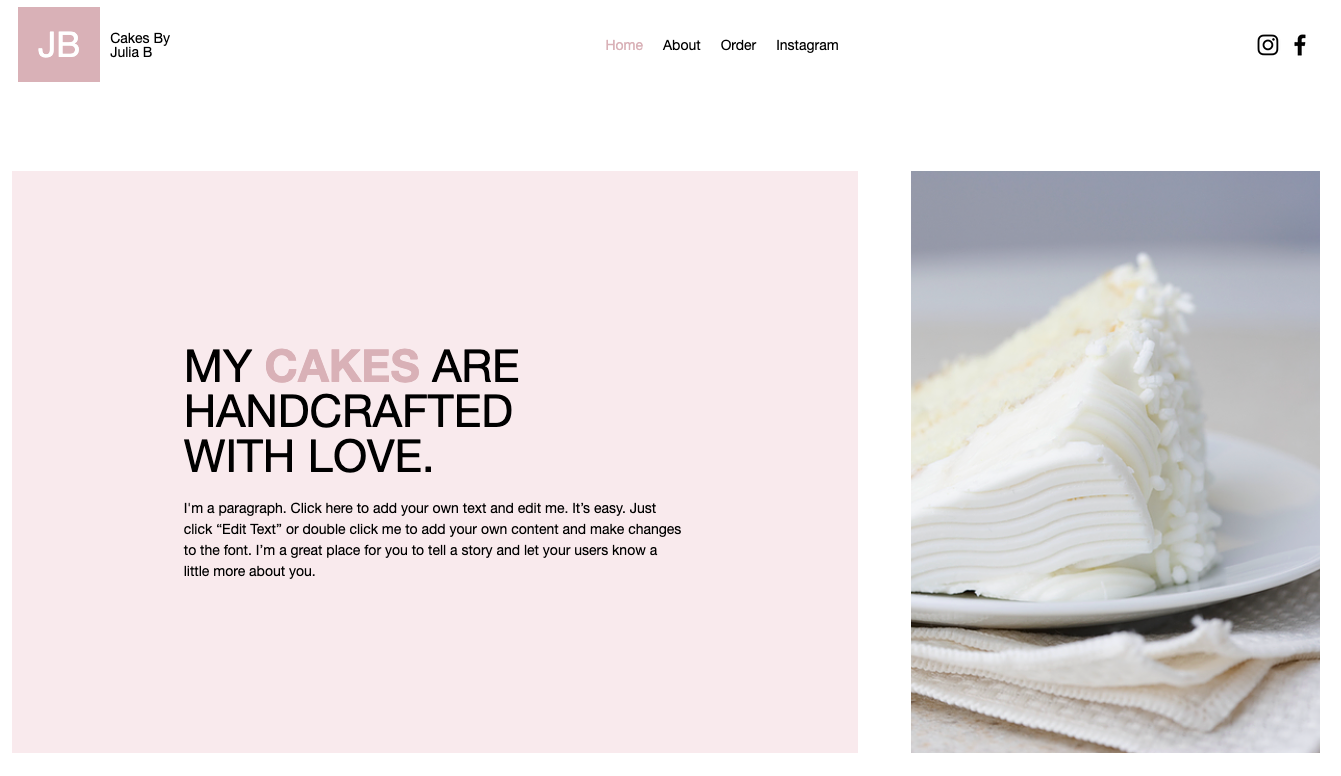 JB
Cakes By
Julia B
Home About Order Instagram
MY CAKES ARE
HANDCRAFTED
WITH LOVE.
I'm a paragraph. Click here to add your own text and edit me. It’s easy. Just
click “Edit Text” or double click me to add your own content and make changes
to the font. I’m a great place for you to tell a story and let your users know a
little more about you.